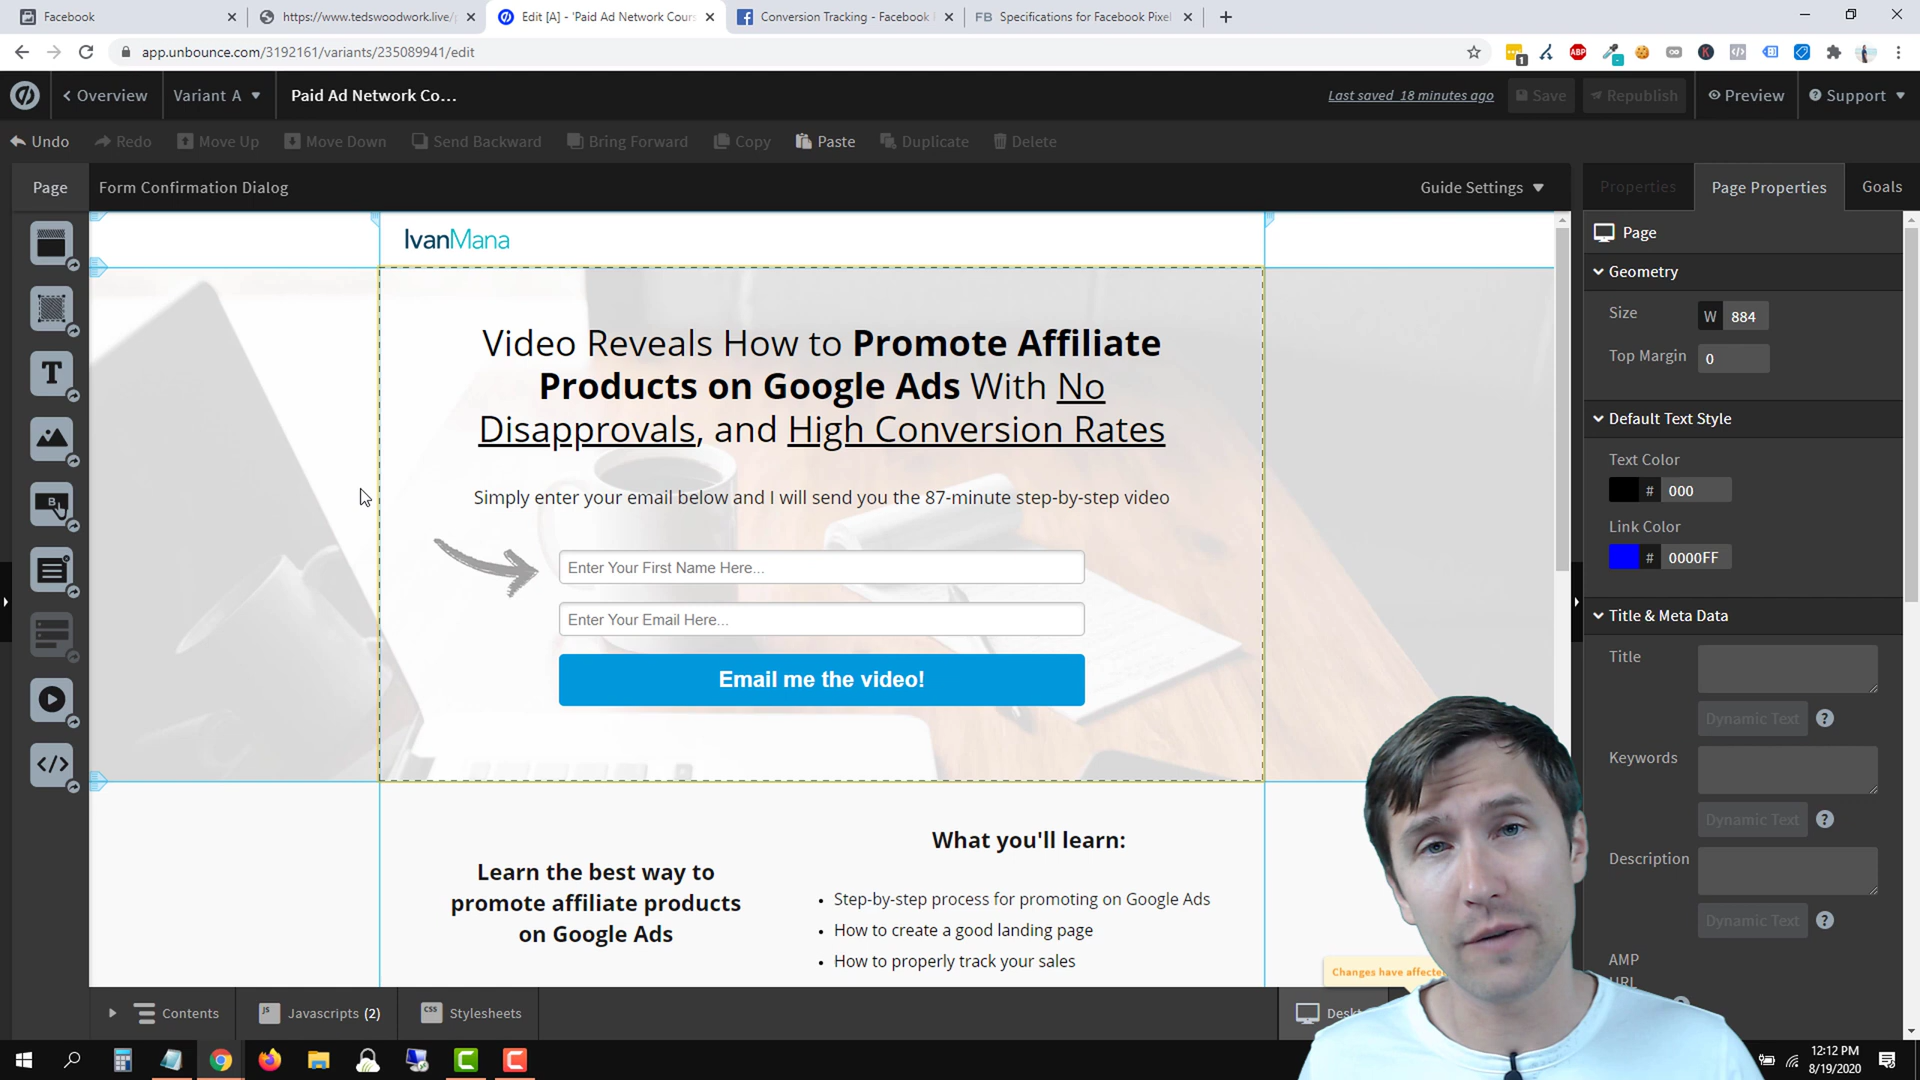 Facebook
https://www.tedswoodwork.live/
Edit [A] - 'Paid Ad Network Cours
Conversion Tracking - Facebook
FB Specifications for Facebook Pixel
app.unbounce.com/3192161/variants/235089941/edit
ABP
1
Overview
Variant A
Paid Ad Network Co...
Last saved 18 minutes ago
Save
Republish
Preview
Support
Undo
Redo
Move Up
Move Down
Send Backward
Bring Forward
Copy
Paste
Duplicate
Delete
Page
Form Confirmation Dialog
Guide Settings
Properties
Page Properties
Goals
IvanMana
Video Reveals How to Promote Affiliate
Products on Google Ads With No
Disapprovals, and High Conversion Rates
Simply enter your email below and I will send you the 87-minute step-by-step video
Enter Your First Name Here...
Enter Your Email Here...
Email me the video!
Learn the best way to
promote affiliate products
on Google Ads
What you'll learn:
• Step-by-step process for promoting on Google Ads
• How to create a good landing page
• How to properly track your sales
Page
Geometry
Size
W 884
Top Margin
0
Default Text Style
Text Color
# 000
Link Color
# 0000FF
Title & Meta Data
Title
Dynamic Text
Keywords
Dynamic Text
Description
Dynamic Text
AMP
URL
Changes have affecte
Contents
JS Javascripts (2)
CSS Stylesheets
Deskt
12:12 PM
8/19/2020